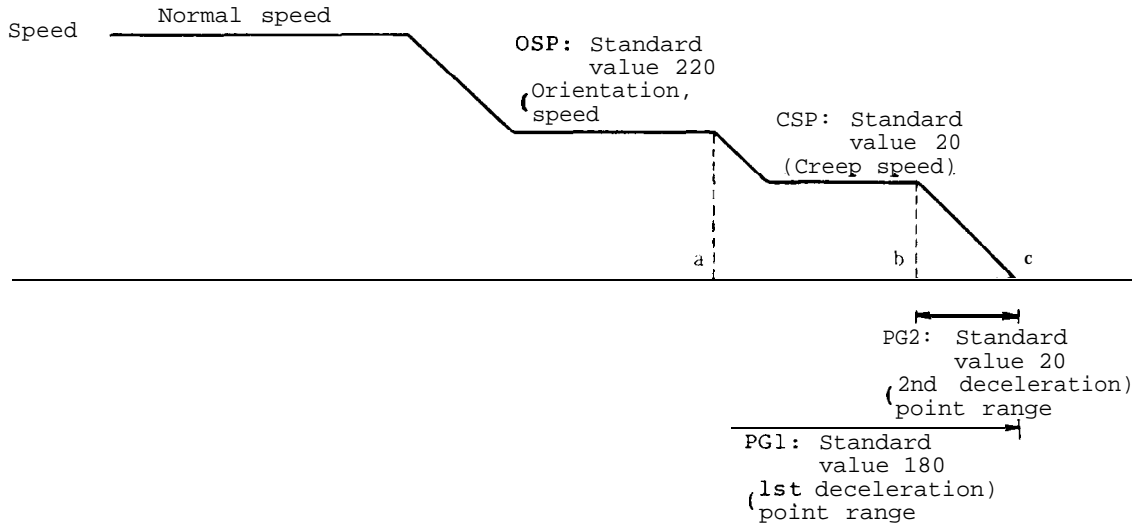 Speed
Normal speed
OSP: Standard
value 220
(Orientation,
speed
CSP: Standard
value 20
(Creep speed)
a
b
c
PG2: Standard
value 20
(2nd deceleration)
point range
PG1: Standard
value 180
(1st deceleration)
point range